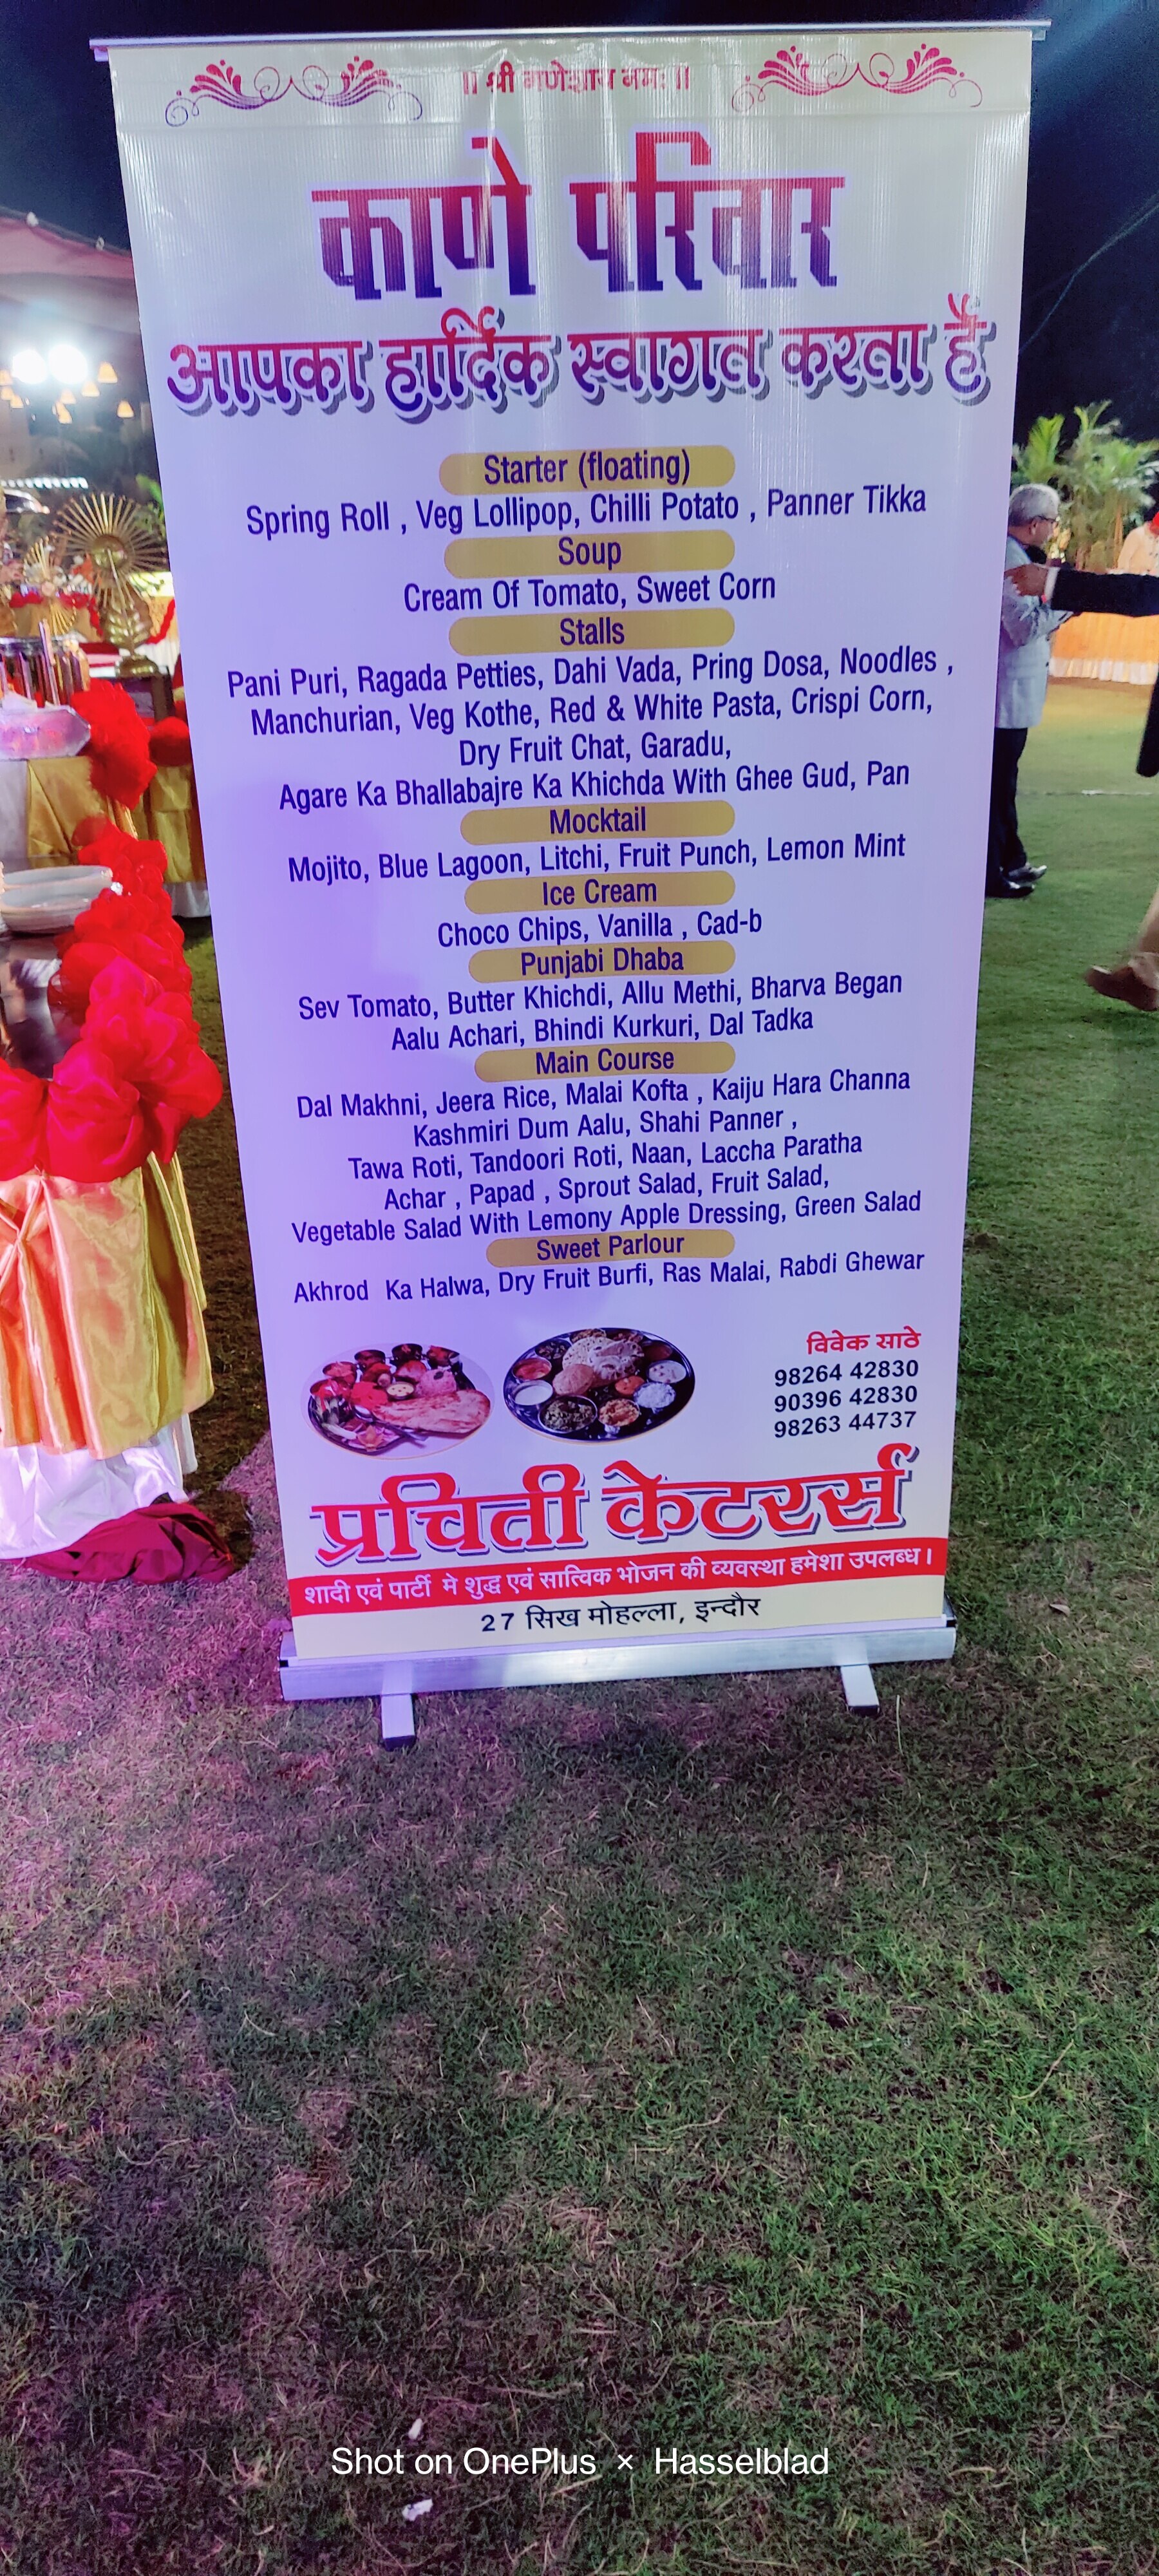 ॥ श्री गणेशाय नमः ॥
काणे परिवार
आपका हार्दिक स्वागत करता है
Starter (floating)
Spring Roll , Veg Lollipop, Chilli Potato , Panner Tikka
Soup
Cream Of Tomato, Sweet Corn
Stalls
Pani Puri, Ragada Petties, Dahi Vada, Pring Dosa, Noodles ,
Manchurian, Veg Kothe, Red & White Pasta, Crispi Corn,
Dry Fruit Chat, Garadu,
Agare Ka Bhallabajre Ka Khichda With Ghee Gud, Pan
Mocktail
Mojito, Blue Lagoon, Litchi, Fruit Punch, Lemon Mint
Ice Cream
Choco Chips, Vanilla , Cad-b
Punjabi Dhaba
Sev Tomato, Butter Khichdi, Allu Methi, Bharva Began
Aalu Achari, Bhindi Kurkuri, Dal Tadka
Main Course
Dal Makhni, Jeera Rice, Malai Kofta , Kaiju Hara Channa
Kashmiri Dum Aalu, Shahi Panner ,
Tawa Roti, Tandoori Roti, Naan, Laccha Paratha
Achar , Papad , Sprout Salad, Fruit Salad,
Vegetable Salad With Lemony Apple Dressing, Green Salad
Sweet Parlour
Akhrod Ka Halwa, Dry Fruit Burfi, Ras Malai, Rabdi Ghewar
विवेक साठे
98264 42830
90396 42830
98263 44737
प्रचिती केटरर्स
शादी एवं पार्टी मे शुद्ध एवं सात्विक भोजन की व्यवस्था हमेशा उपलब्ध।
27 सिख मोहल्ला, इन्दौर
Shot on OnePlus × Hasselblad